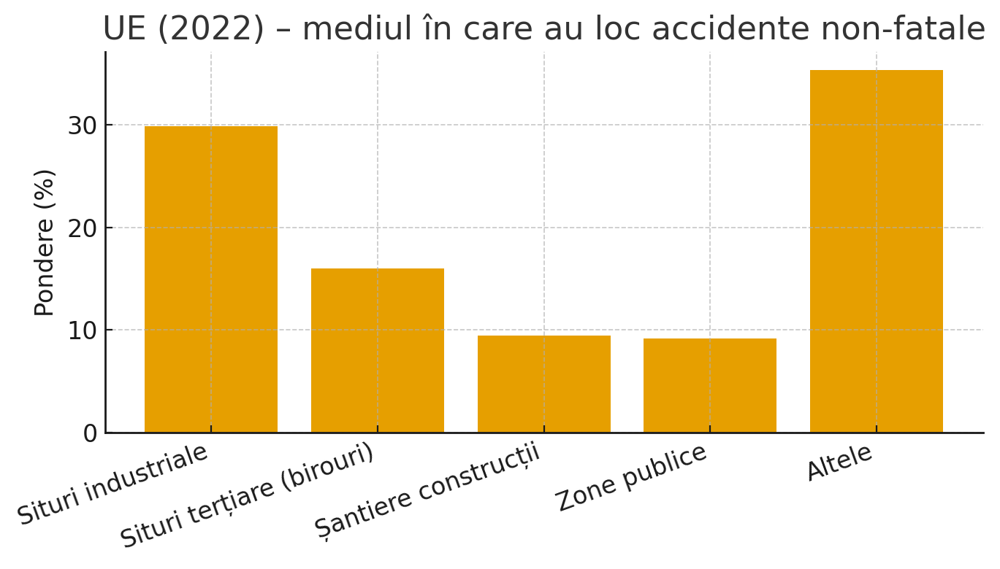 UE (2022) – mediul în care au loc accidente non-fatale
Pondere (%)
30
20
10
0
Situri industriale
Situri terțiare (birouri)
Șantiere construcții
Zone publice
Altele